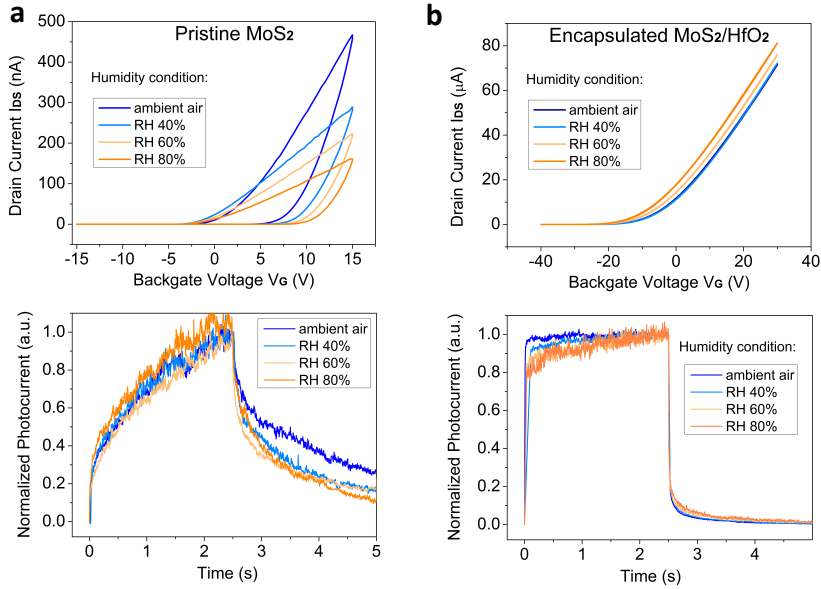 a
Pristine MoS2
Humidity condition:
ambient air
RH 40%
RH 60%
RH 80%
Drain Current IDS (nA)
500
400
300
200
100
0
-15 -10 -5 0 5 10 15
Backgate Voltage VG (V)
b
Encapsulated MoS2/HfO2
Humidity condition:
ambient air
RH 40%
RH 60%
RH 80%
Drain Current IDS (μA)
80
60
40
20
0
-40 -20 0 20 40
Backgate Voltage VG (V)
ambient air
RH 40%
RH 60%
RH 80%
Normalized Photocurrent (a.u.)
1.0
0.8
0.6
0.4
0.2
0.0
0 1 2 3 4 5
Time (s)
Humidity condition:
ambient air
RH 40%
RH 60%
RH 80%
Normalized Photocurrent (a.u.)
1.0
0.8
0.6
0.4
0.2
0.0
0 1 2 3 4
Time (s)